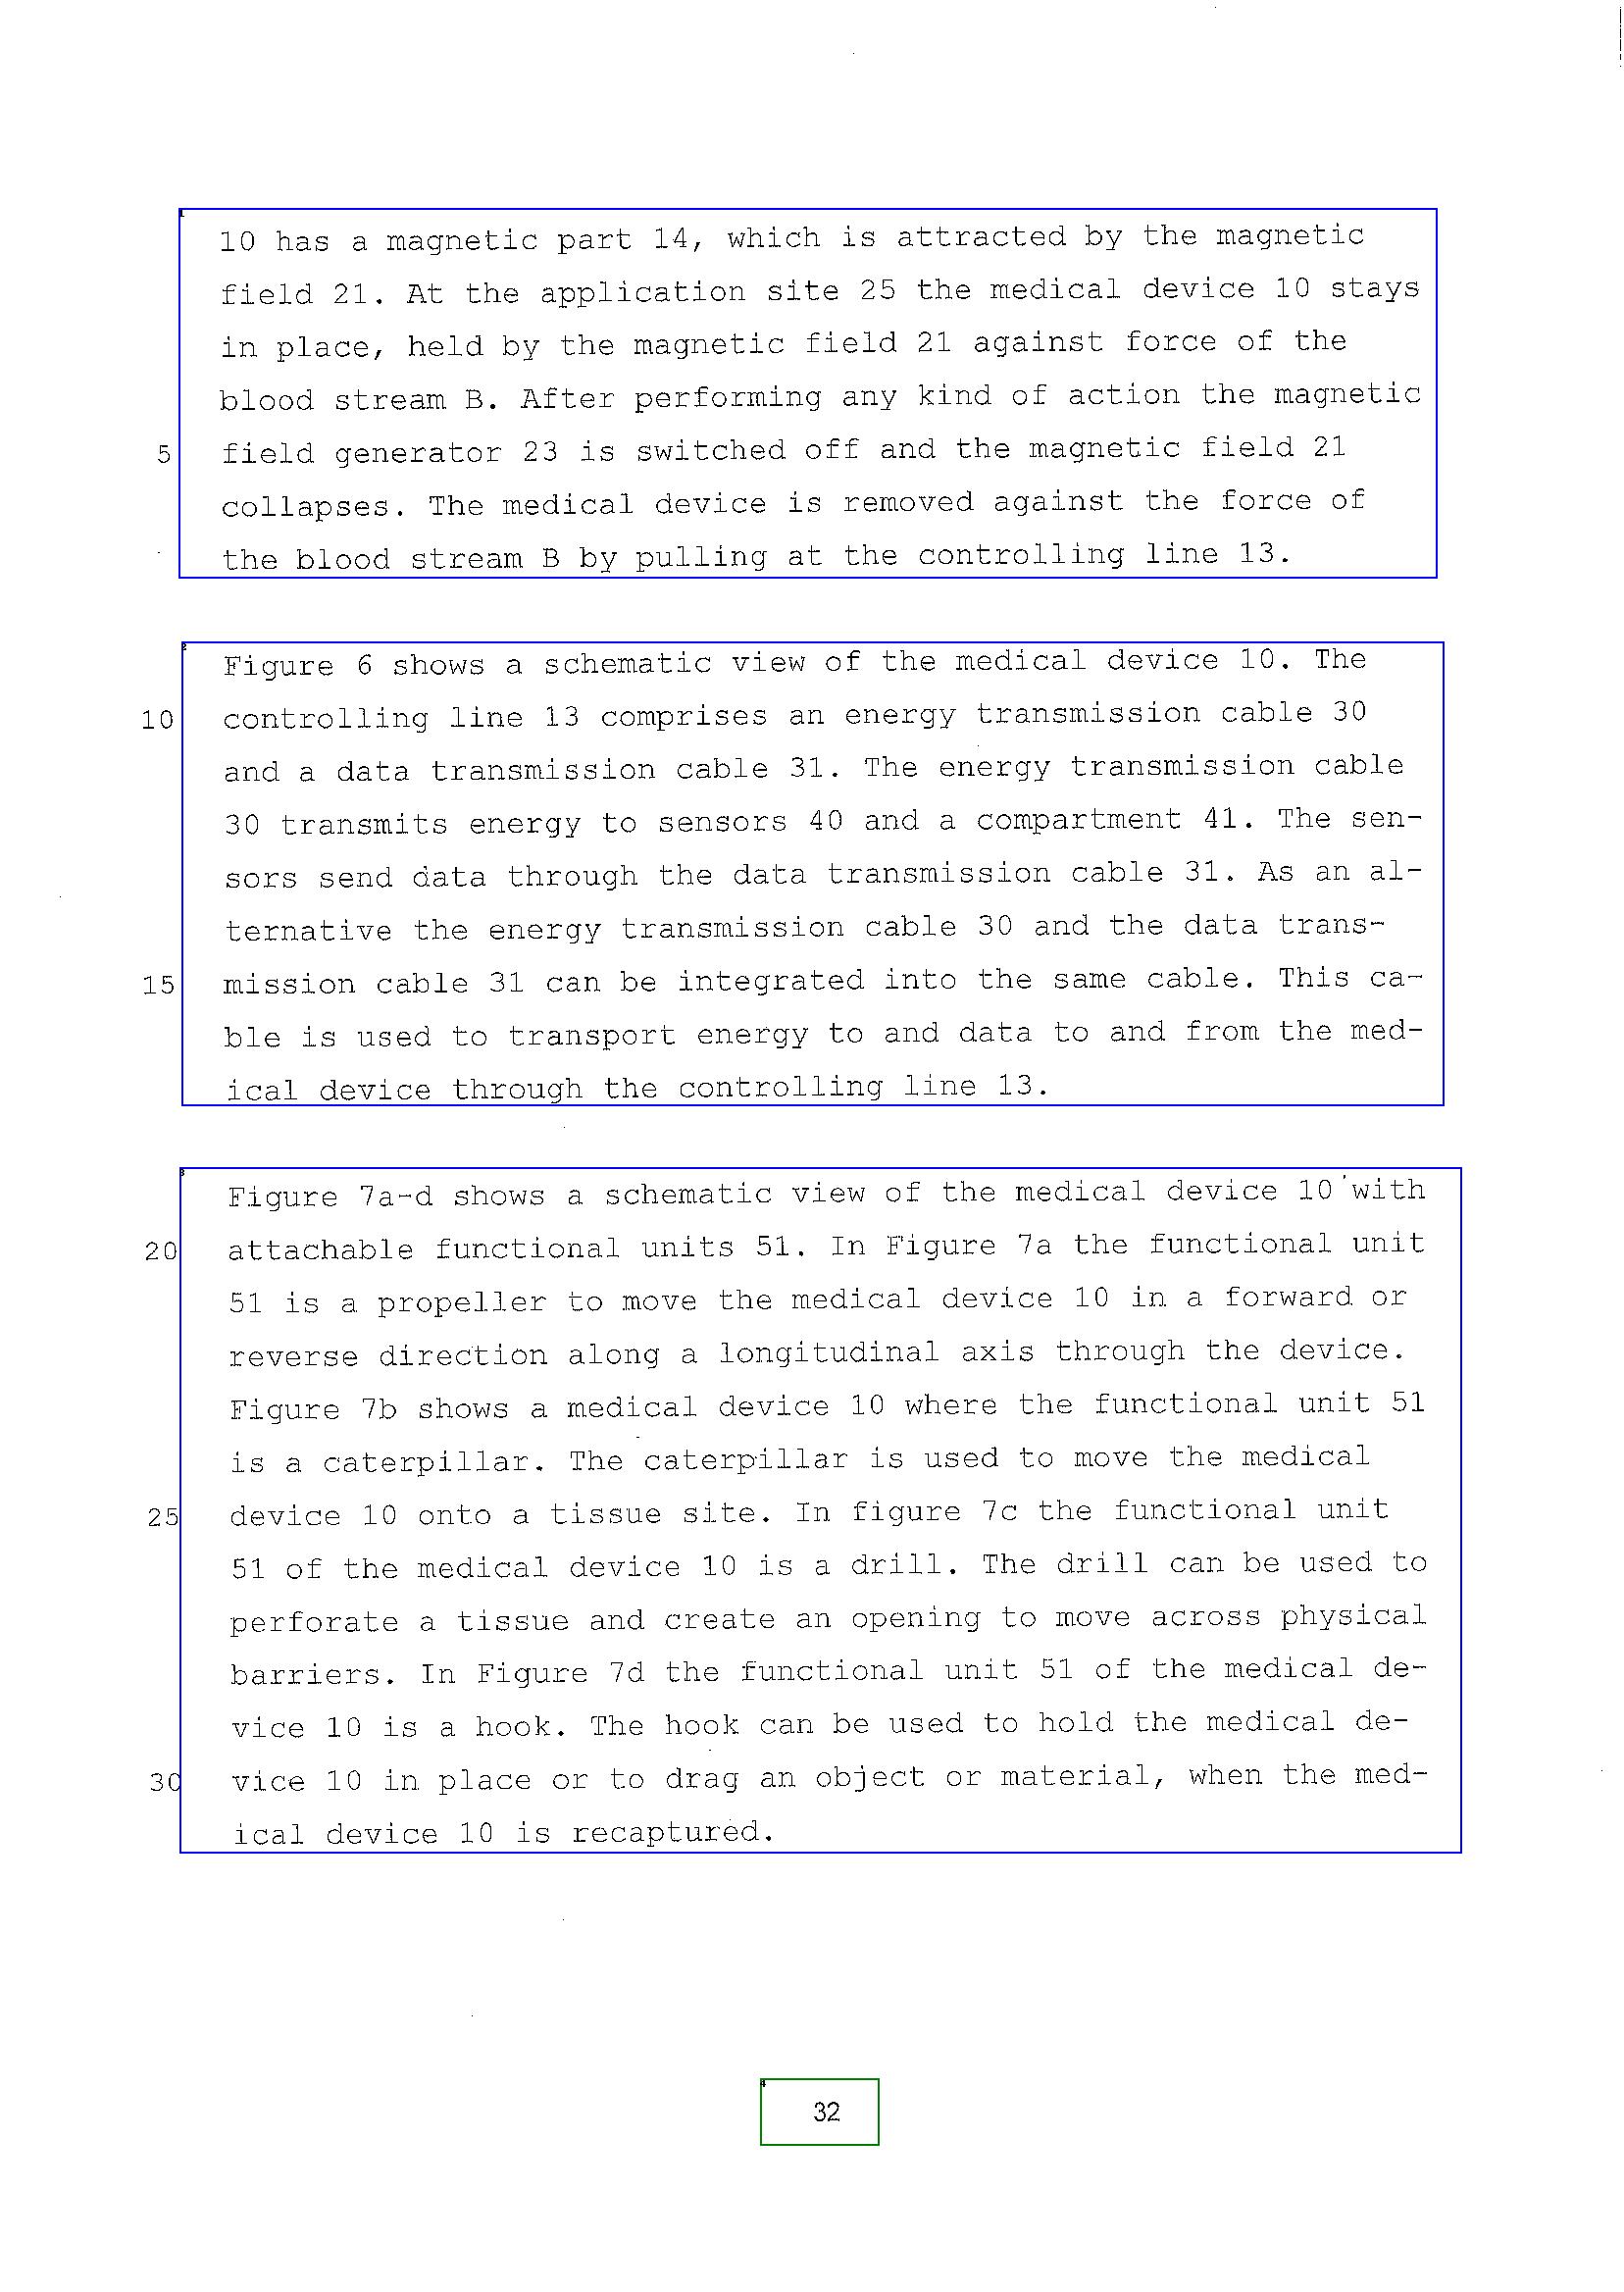 10 has a magnetic part 14, which is attracted by the magnetic
field 21. At the application site 25 the medical device 10 stays
in place, held by the magnetic field 21 against force of the
blood stream B. After performing any kind of action the magnetic
5 field generator 23 is switched off and the magnetic field 21
collapses. The medical device is removed against the force of
the blood stream B by pulling at the controlling line 13.
Figure 6 shows a schematic view of the medical device 10. The
10 controlling line 13 comprises an energy transmission cable 30
and a data transmission cable 31. The energy transmission cable
30 transmits energy to sensors 40 and a compartment 41. The sen-
sors send data through the data transmission cable 31. As an al-
ternative the energy transmission cable 30 and the data trans-
15 mission cable 31 can be integrated into the same cable. This ca-
ble is used to transport energy to and data to and from the med-
ical device through the controlling line 13.
Figure 7a-d shows a schematic view of the medical device 10 with
20 attachable functional units 51. In Figure 7a the functional unit
51 is a propeller to move the medical device 10 in a forward or
reverse direction along a longitudinal axis through the device.
Figure 7b shows a medical device 10 where the functional unit 51
is a caterpillar. The caterpillar is used to move the medical
25 device 10 onto a tissue site. In figure 7c the functional unit
51 of the medical device 10 is a drill. The drill can be used to
perforate a tissue and create an opening to move across physical
barriers. In Figure 7d the functional unit 51 of the medical de-
vice 10 is a hook. The hook can be used to hold the medical de-
30 vice 10 in place or to drag an object or material, when the med-
ical device 10 is recaptured.
32